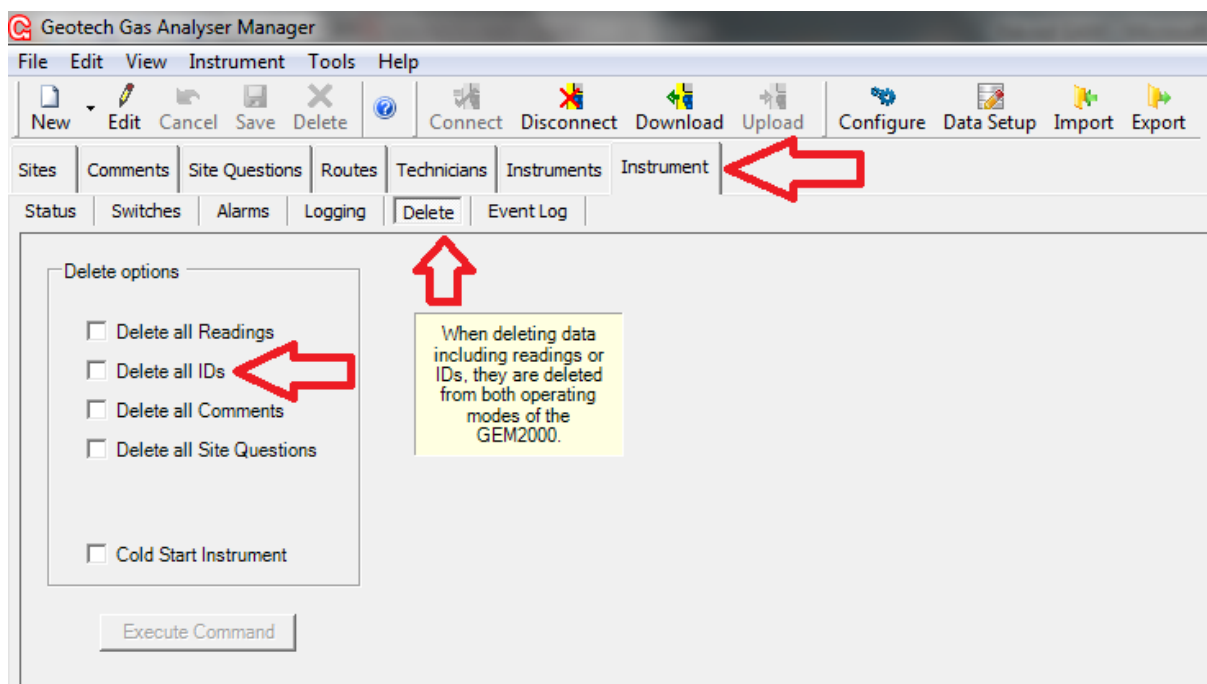 Geotech Gas Analyser Manager
File Edit View Instrument Tools Help
New Edit Cancel Save Delete Connect Disconnect Download Upload Configure Data Setup Import Export
Sites Comments Site Questions Routes Technicians Instruments Instrument
Status Switches Alarms Logging Delete Event Log
Delete options
Delete all Readings
Delete all IDs
Delete all Comments
Delete all Site Questions
Cold Start Instrument
Execute Command
When deleting data
including readings or
IDs, they are deleted
from both operating
modes of the
GEM2000.